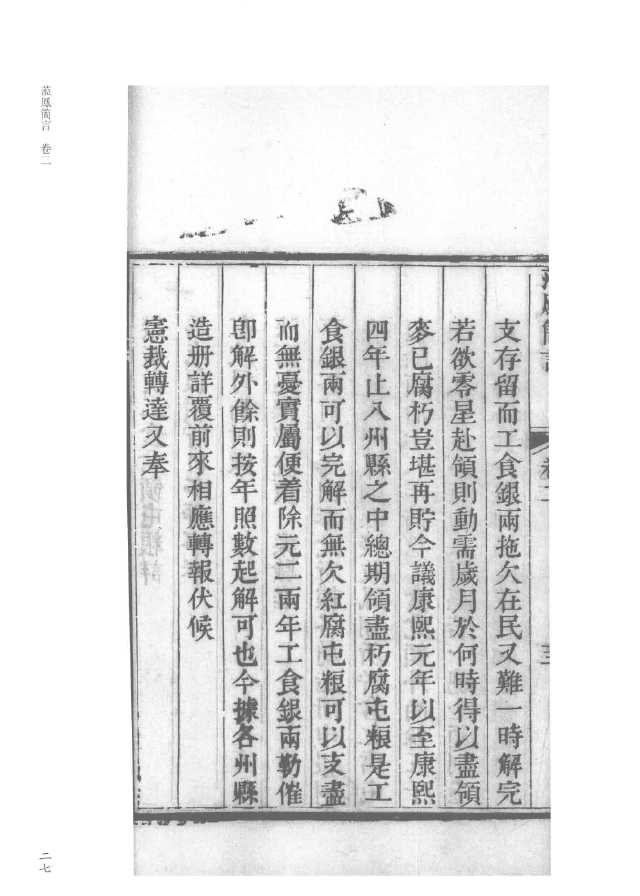 支存留而工食銀兩拖欠在民又難一時解完
若欲零星赴領則動需歲月於何時得以盡領
麥已腐朽豈堪再貯今議康熙元年以至康熙
四年止入州縣之中總期領盡朽腐屯粮是工
食銀兩可以完解而無欠紅腐屯粮可以支盡
而無憂實屬便着除元二兩年工食銀兩勒催
卽解外餘則按年照數起解可也今據各州縣
造册詳覆前來相應轉報伏候
憲裁轉達又奉
鳳簡言 卷二
二七